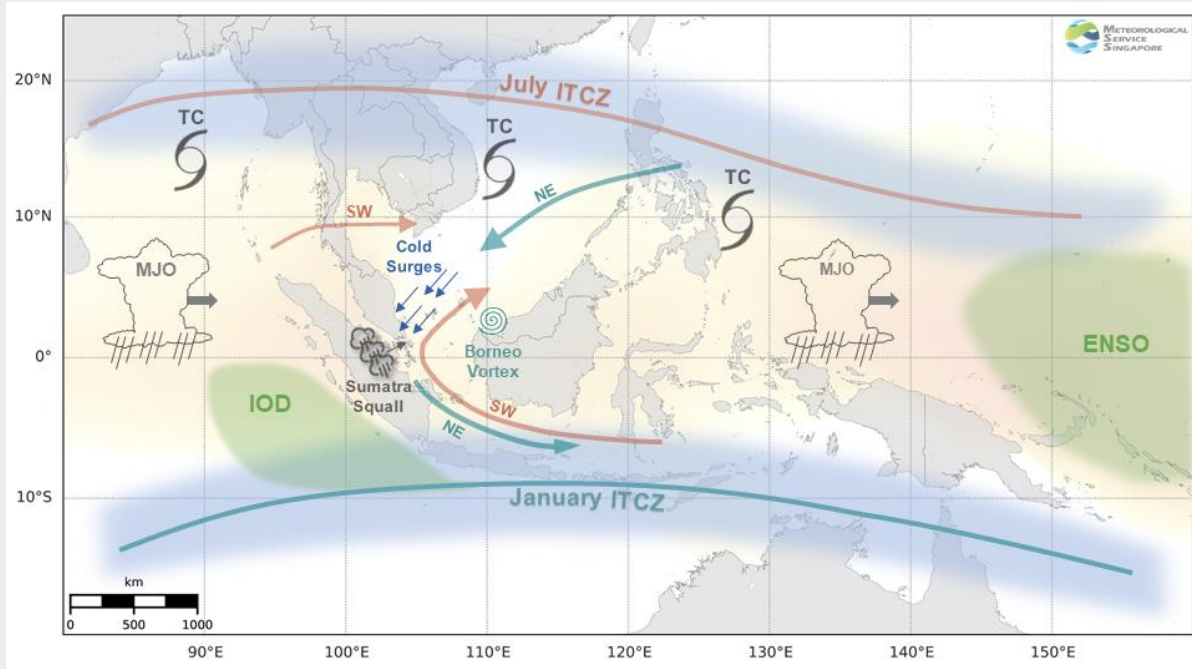 METEOROLOGICAL
SERVICE
SINGAPORE
20°N
July ITCZ
TC
TC
TC
NE
10°N
SW
Cold
Surges
MJO
MJO
0°
Borneo
Vortex
ENSO
Sumatra
Squall
IOD
SW
NE
10°S
January ITCZ
km
0 500 1000
90°E 100°E 110°E 120°E 130°E 140°E 150°E